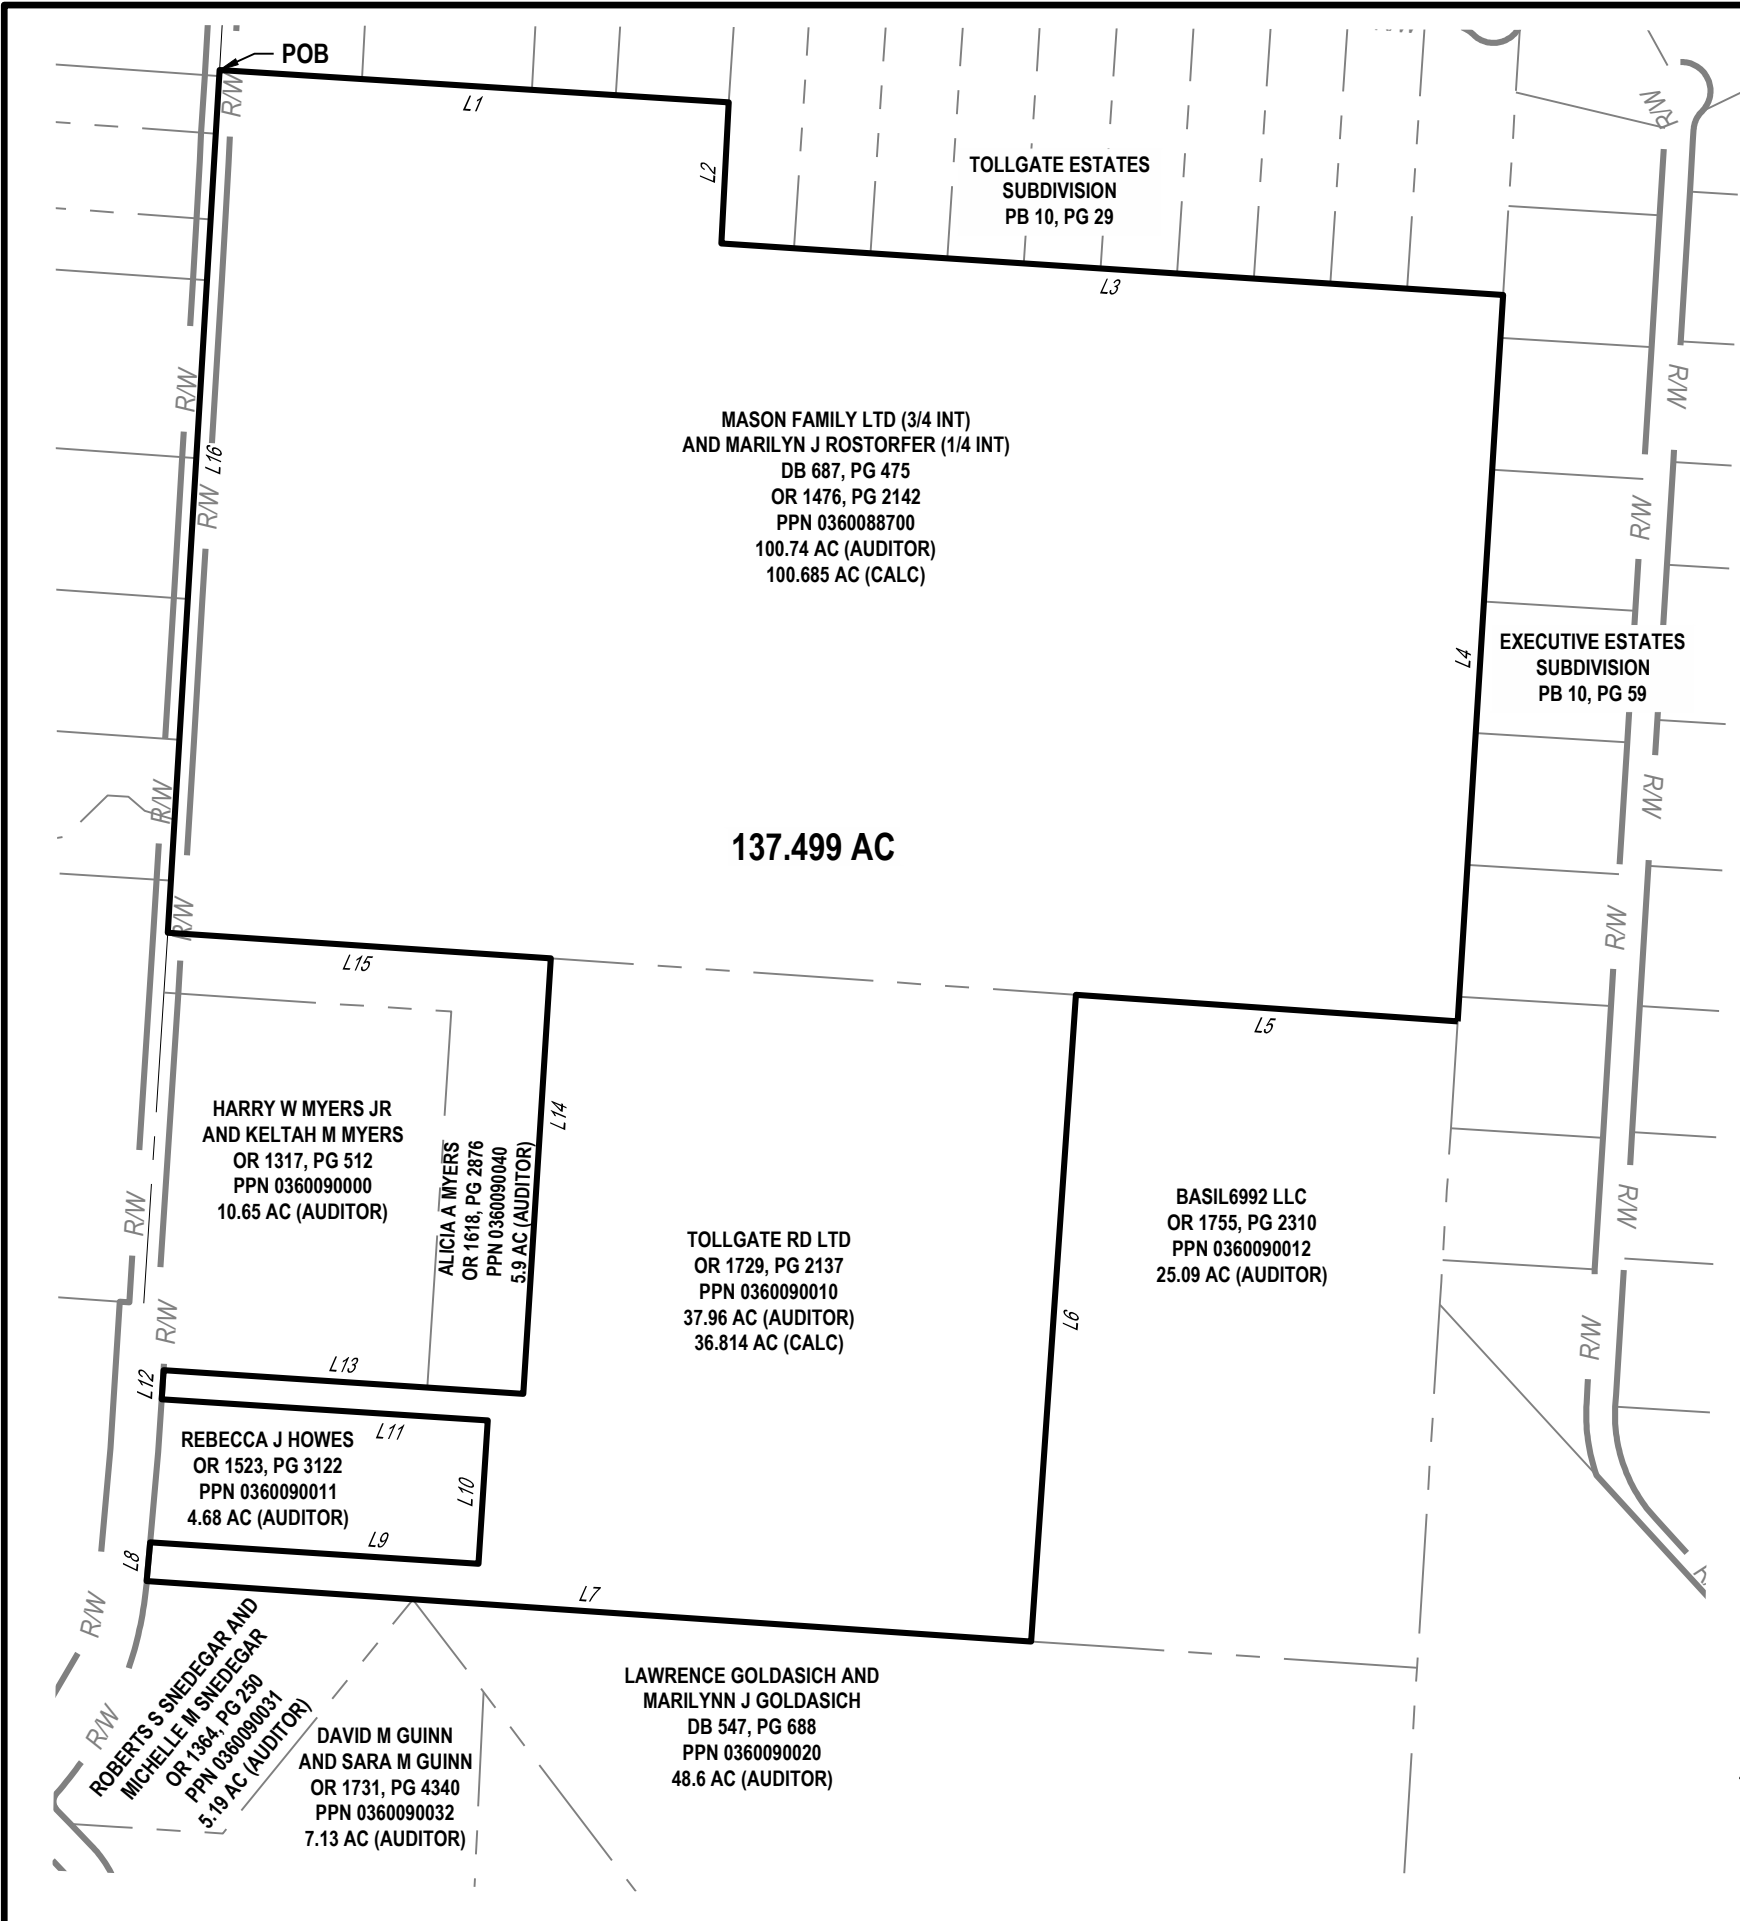 POB
R/W
L1
L2
TOLLGATE ESTATES
SUBDIVISION
PB 10, PG 29
R/W
R/W
L3
R/W
R/W
MASON FAMILY LTD (3/4 INT)
AND MARILYN J ROSTORFER (1/4 INT)
DB 687, PG 475
OR 1476, PG 2142
PPN 0360088700
100.74 AC (AUDITOR)
100.685 AC (CALC)
L16
R/W
R/W
L4
EXECUTIVE ESTATES
SUBDIVISION
PB 10, PG 59
R/W
R/W
137.499 AC
R/W
R/W
L15
L5
HARRY W MYERS JR
AND KELTAH M MYERS
OR 1317, PG 512
PPN 0360090000
10.65 AC (AUDITOR)
ALICIA A MYERS
OR 1618, PG 2876
PPN 0360090040
5.9 AC (AUDITOR)
L14
R/W
R/W
TOLLGATE RD LTD
OR 1729, PG 2137
PPN 0360090010
37.96 AC (AUDITOR)
36.814 AC (CALC)
L6
BASIL6992 LLC
OR 1755, PG 2310
PPN 0360090012
25.09 AC (AUDITOR)
R/W
R/W
L12
L13
L11
REBECCA J HOWES
OR 1523, PG 3122
PPN 0360090011
4.68 AC (AUDITOR)
L10
L9
L8
L7
R/W
R/W
ROBERTS S SNEDEGAR AND
MICHELLE M SNEDEGAR
OR 1364, PG 250
PPN 0360090031
5.19 AC (AUDITOR)
DAVID M GUINN
AND SARA M GUINN
OR 1731, PG 4340
PPN 0360090032
7.13 AC (AUDITOR)
LAWRENCE GOLDASICH AND
MARILYNN J GOLDASICH
DB 547, PG 688
PPN 0360090020
48.6 AC (AUDITOR)